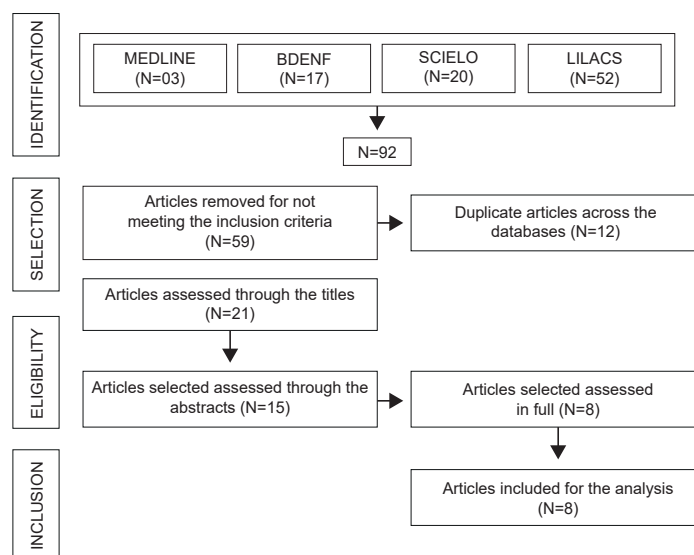 IDENTIFICATION
MEDLINE
(N=03)
BDENF
(N=17)
SCIELO
(N=20)
LILACS
(N=52)
N=92
SELECTION
Articles removed for not
meeting the inclusion criteria
(N=59)
Duplicate articles across the
databases (N=12)
ELIGIBILITY
Articles assessed through the titles
(N=21)
Articles selected assessed through the
abstracts (N=15)
Articles selected assessed
in full (N=8)
INCLUSION
Articles included for the analysis
(N=8)